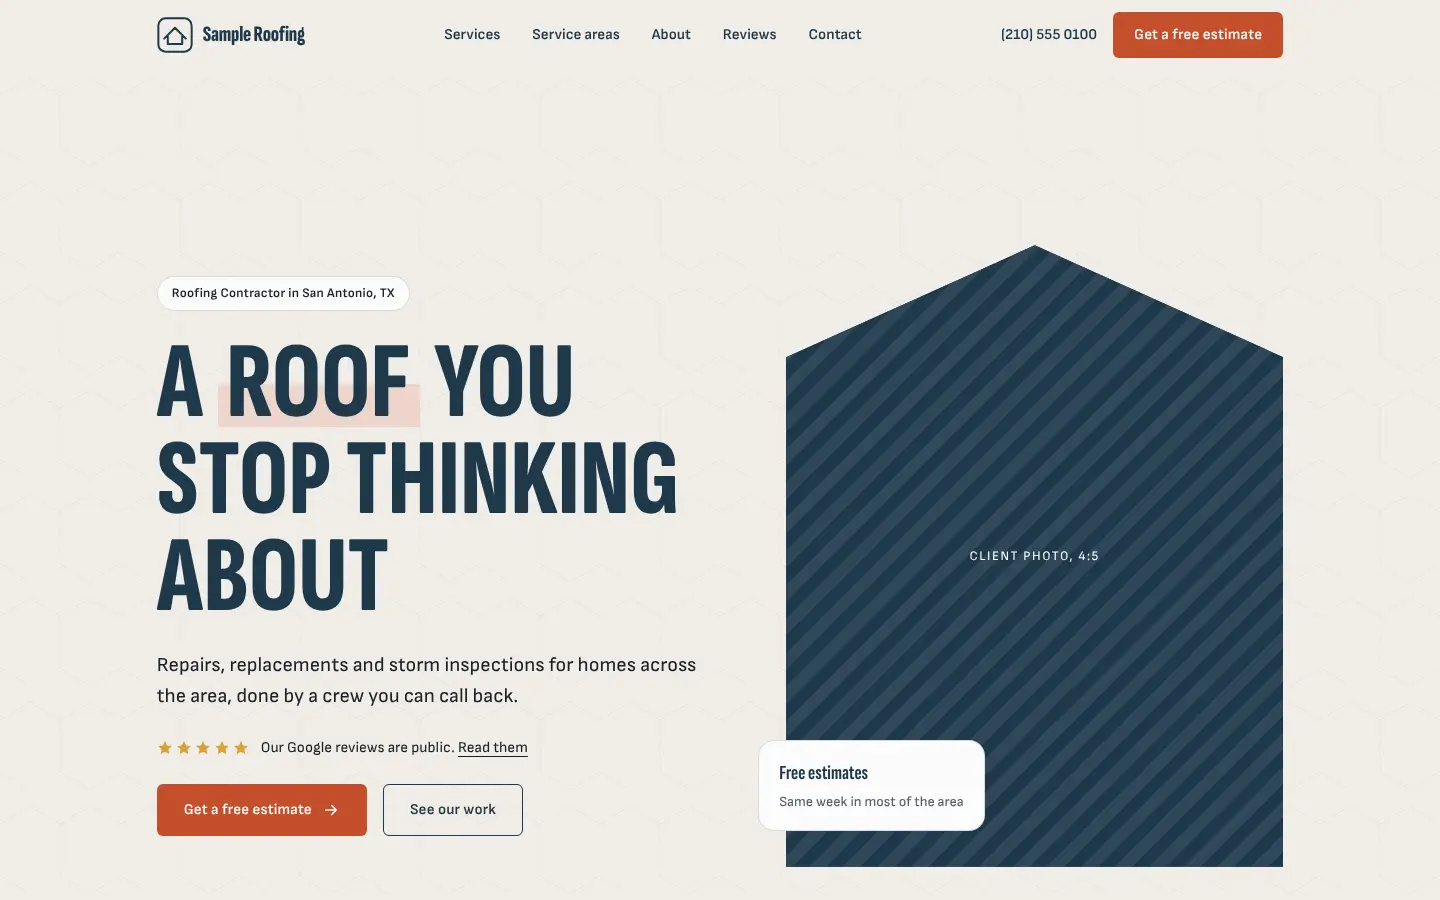 Sample Roofing
Services
Service areas
About
Reviews
Contact
(210) 555 0100
Get a free estimate
Roofing Contractor in San Antonio, TX
A ROOF YOU
STOP THINKING
ABOUT
Repairs, replacements and storm inspections for homes across
the area, done by a crew you can call back.
Our Google reviews are public. Read them
Get a free estimate
See our work
CLIENT PHOTO, 4:5
Free estimates
Same week in most of the area